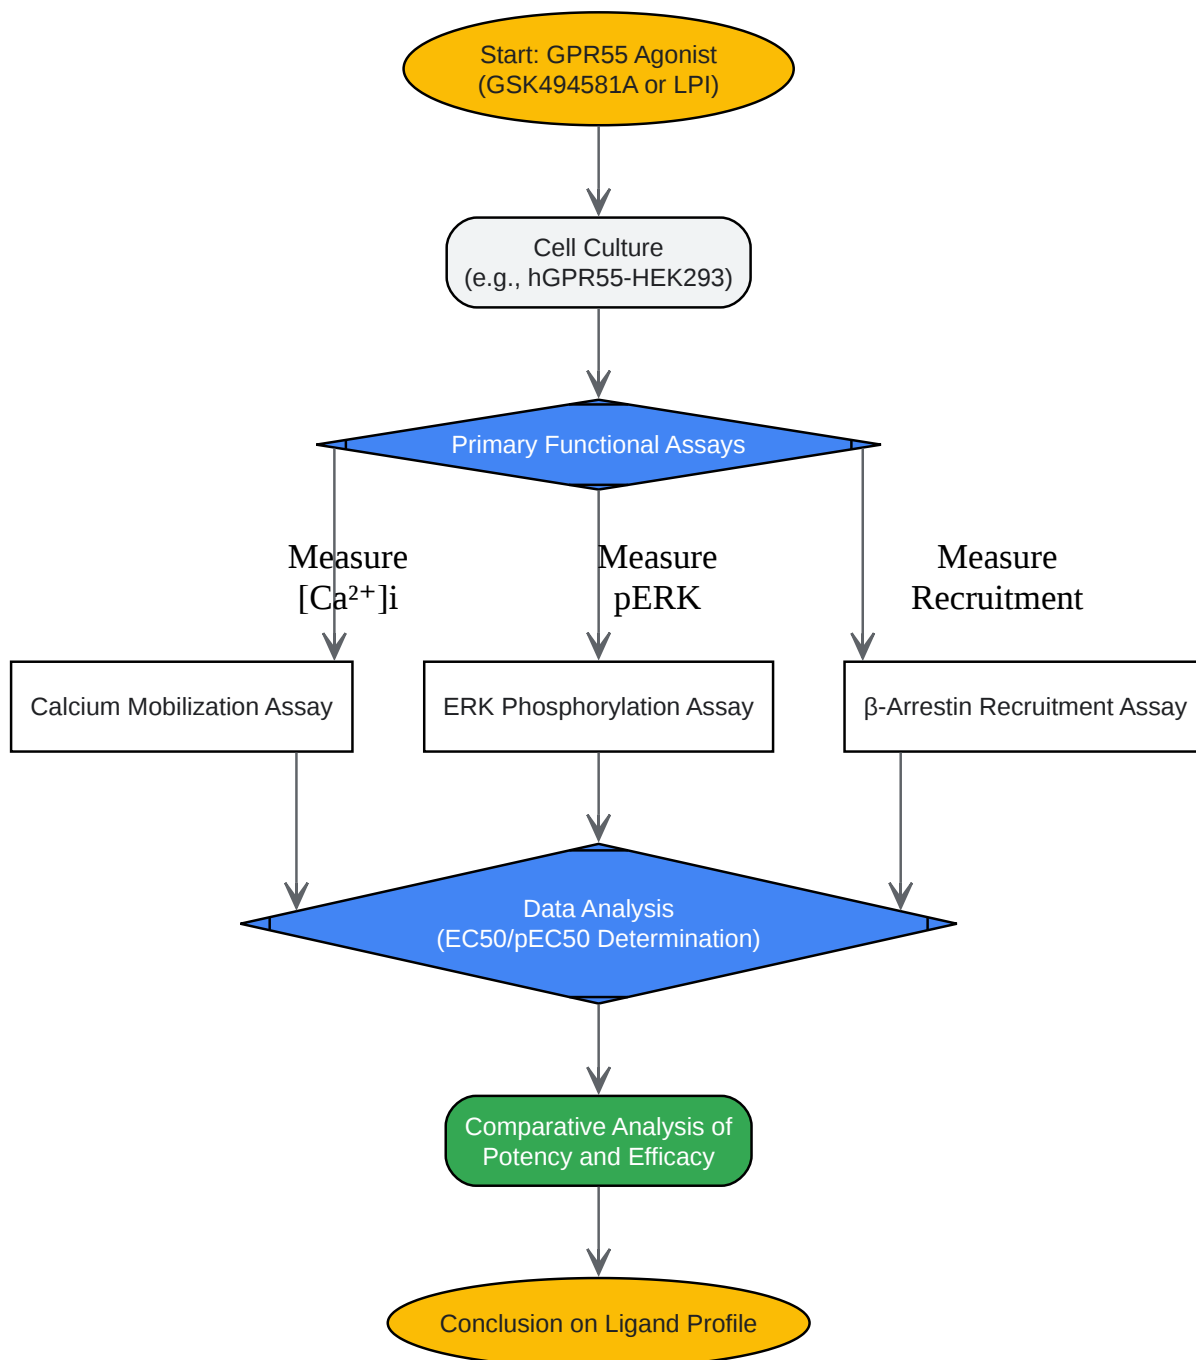 Start: GPR55 Agonist
(GSK494581A or LPI)
Cell Culture
(e.g., hGPR55-HEK293)
Primary Functional Assays
Measure
[Ca²⁺]i
Measure
pERK
Measure
Recruitment
Calcium Mobilization Assay
ERK Phosphorylation Assay
β-Arrestin Recruitment Assay
Data Analysis
(EC50/pEC50 Determination)
Comparative Analysis of
Potency and Efficacy
Conclusion on Ligand Profile